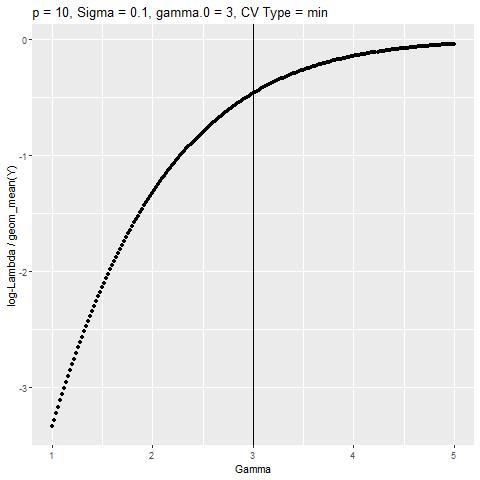 p = 10, Sigma = 0.1, gamma.0 = 3, CV Type = min
log-Lambda / geom_mean(Y)
0
-1
-2
-3
1 2 3 4 5
Gamma